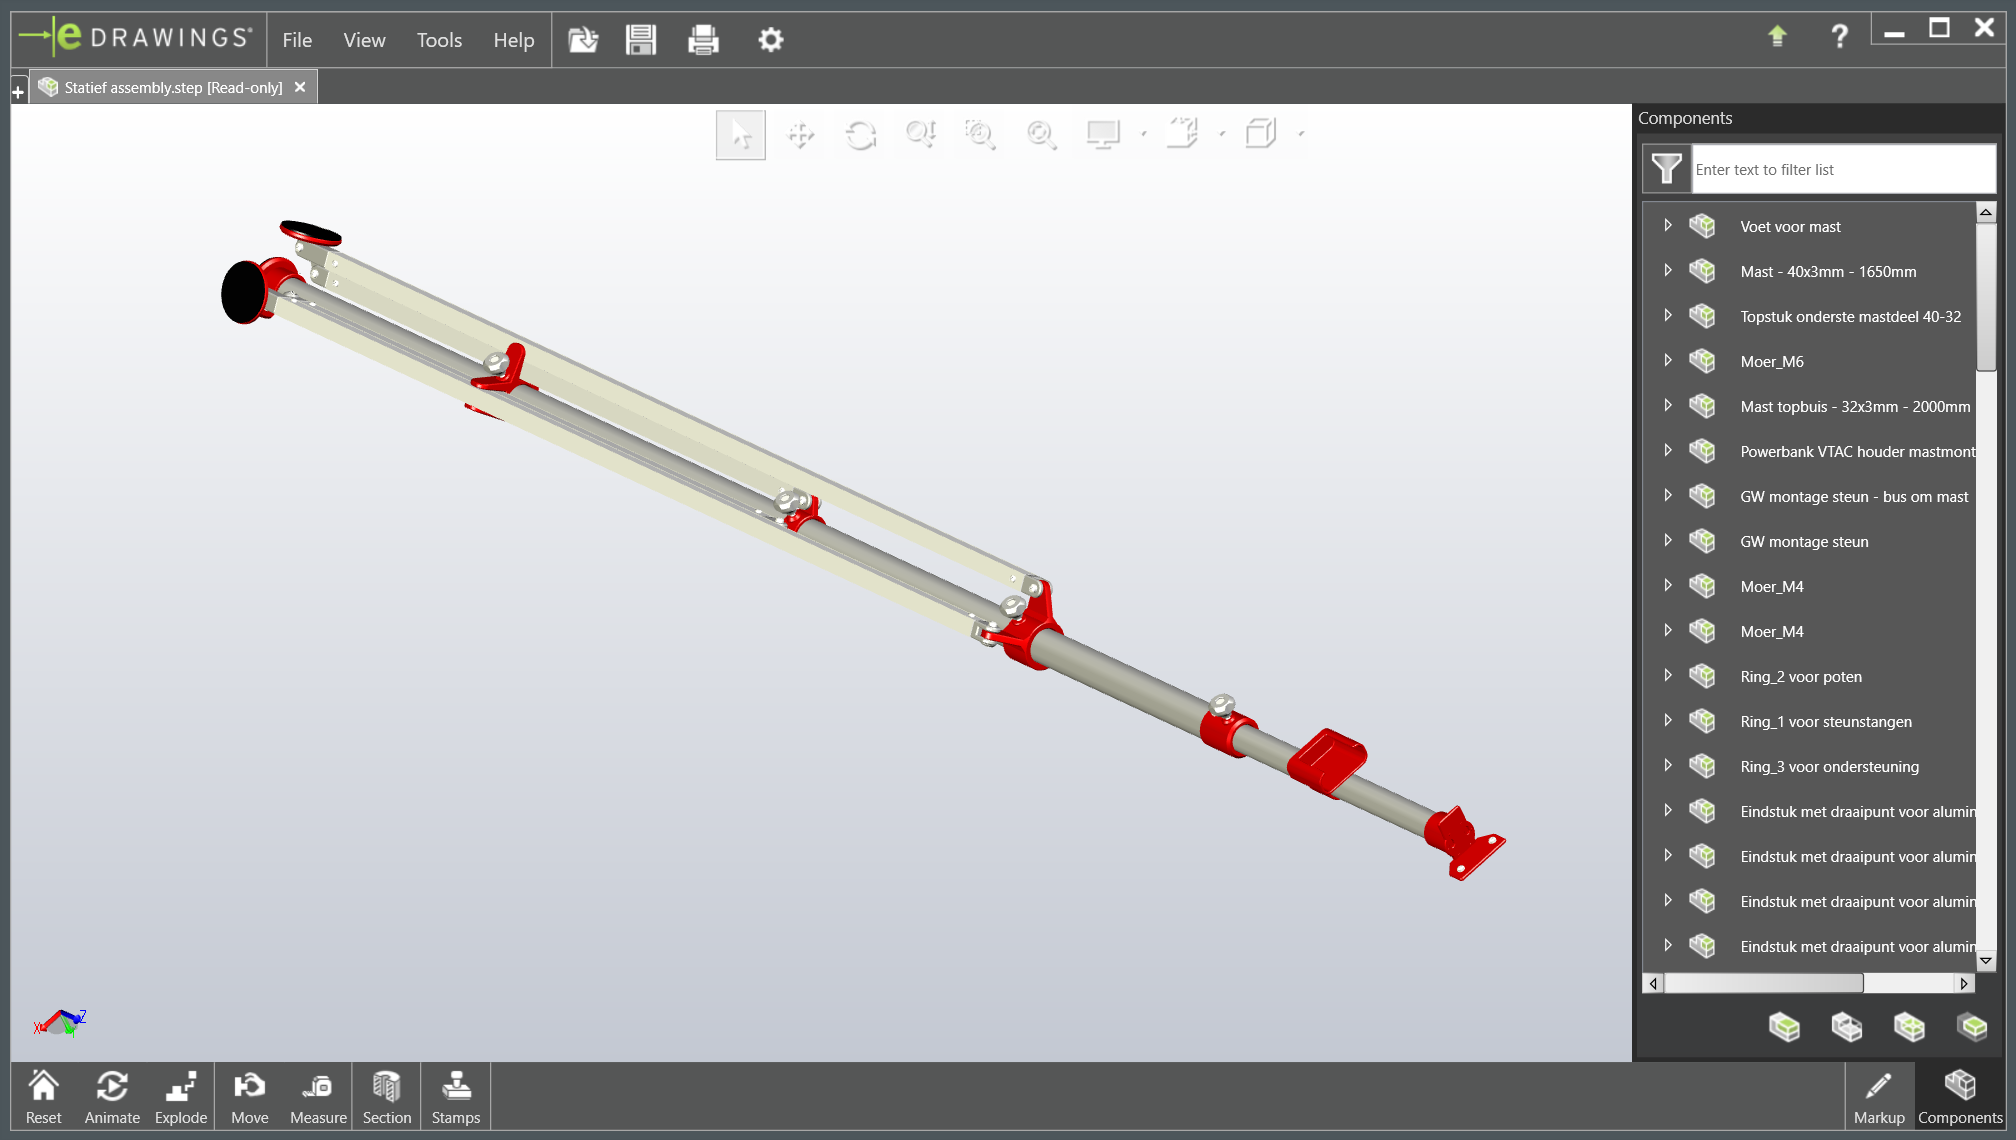 eDRAWINGS®
File View Tools Help
?
Statief assembly.step [Read-only]
Components
Enter text to filter list
Voet voor mast
Mast - 40x3mm - 1650mm
Topstuk onderste mastdeel 40-32
Moer_M6
Mast topbuis - 32x3mm - 2000mm
Powerbank VTAC houder mastmont
GW montage steun - bus om mast
GW montage steun
Moer_M4
Moer_M4
Ring_2 voor poten
Ring_1 voor steunstangen
Ring_3 voor ondersteuning
Eindstuk met draaipunt voor alumin
Eindstuk met draaipunt voor alumin
Eindstuk met draaipunt voor alumin
Eindstuk met draaipunt voor alumin
X Y Z
Reset Animate Explode Move Measure Section Stamps Markup Components